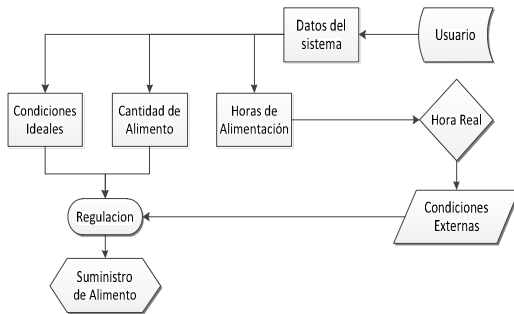 Datos del
sistema
Usuario
Condiciones
Ideales
Cantidad de
Alimento
Horas de
Alimentación
Hora Real
Condiciones
Externas
Regulacion
Suministro
de Alimento